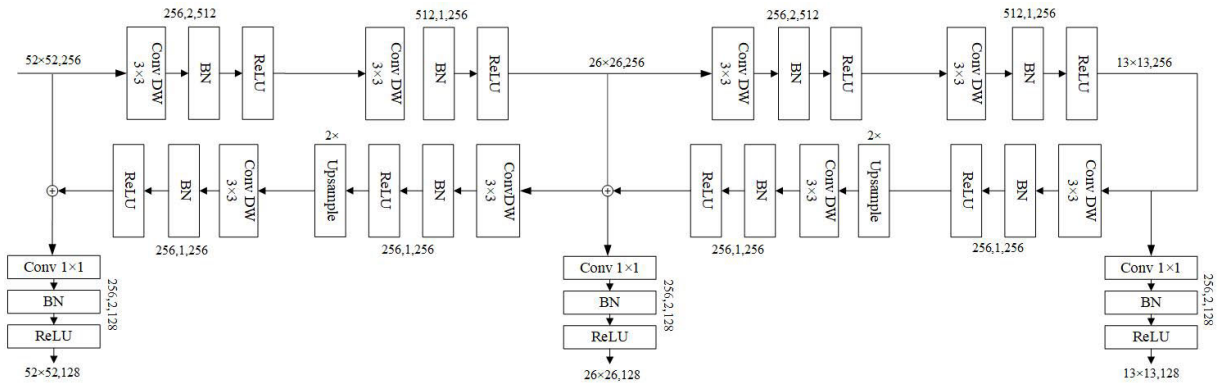 256,2,512
512,1,256
256,2,512
512,1,256
52×52,256
Conv DW
3×3
BN
ReLU
Conv DW
3×3
BN
ReLU
26×26,256
Conv DW
3×3
BN
ReLU
Conv DW
3×3
BN
ReLU
13×13,256
ReLU
BN
Conv DW
3×3
2×
Upsample
ReLU
BN
ConvDW
3×3
ReLU
BN
Conv DW
3×3
2×
Upsample
ReLU
BN
Conv DW
3×3
256,1,256
256,1,256
256,1,256
256,1,256
Conv 1×1
BN
ReLU
256,2,128
52×52,128
Conv 1×1
BN
ReLU
256,2,128
26×26,128
Conv 1×1
BN
ReLU
256,2,128
13×13,128